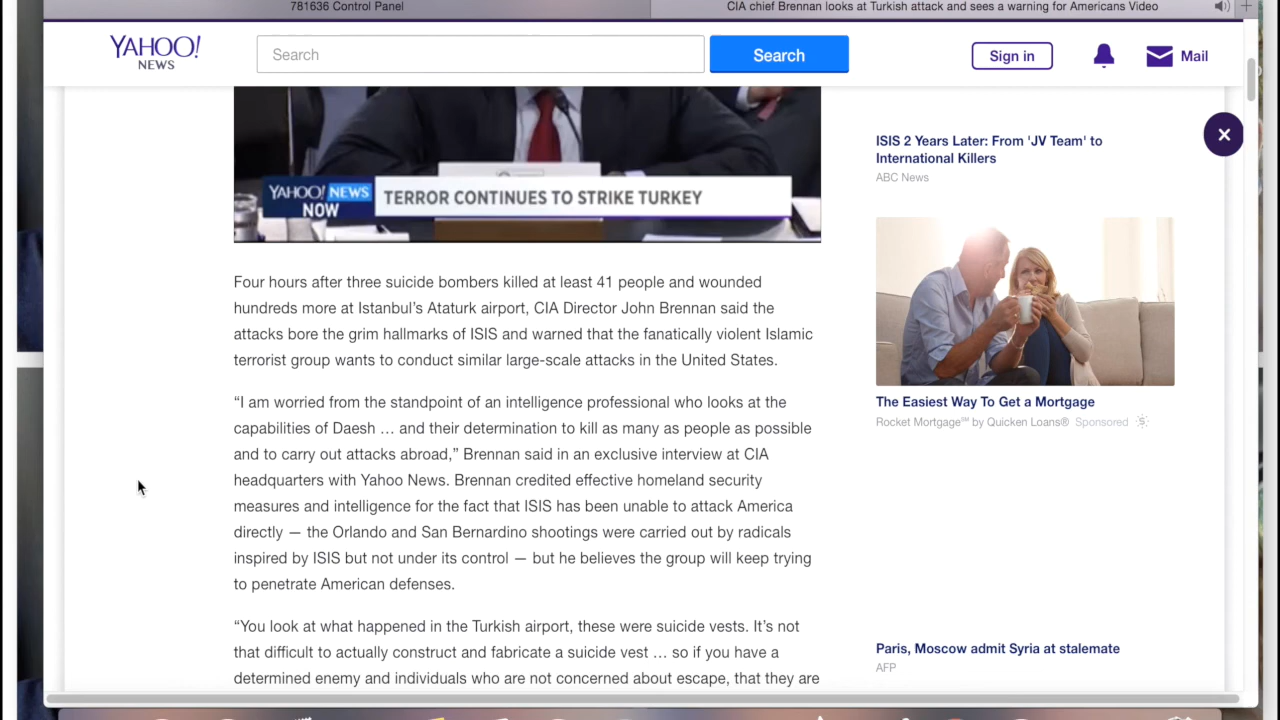 781636 Control Panel
CIA chief Brennan looks at Turkish attack and sees a warning for Americans Video
YAHOO!
NEWS
Search
Search
Sign in
Mail
YAHOO! NEWS
NOW
TERROR CONTINUES TO STRIKE TURKEY
Four hours after three suicide bombers killed at least 41 people and wounded
hundreds more at Istanbul’s Ataturk airport, CIA Director John Brennan said the
attacks bore the grim hallmarks of ISIS and warned that the fanatically violent Islamic
terrorist group wants to conduct similar large-scale attacks in the United States.
“I am worried from the standpoint of an intelligence professional who looks at the
capabilities of Daesh … and their determination to kill as many as people as possible
and to carry out attacks abroad,” Brennan said in an exclusive interview at CIA
headquarters with Yahoo News. Brennan credited effective homeland security
measures and intelligence for the fact that ISIS has been unable to attack America
directly — the Orlando and San Bernardino shootings were carried out by radicals
inspired by ISIS but not under its control — but he believes the group will keep trying
to penetrate American defenses.
“You look at what happened in the Turkish airport, these were suicide vests. It’s not
that difficult to actually construct and fabricate a suicide vest … so if you have a
determined enemy and individuals who are not concerned about escape, that they are
ISIS 2 Years Later: From 'JV Team' to
International Killers
ABC News
The Easiest Way To Get a Mortgage
Rocket Mortgage℠ by Quicken Loans® Sponsored
Paris, Moscow admit Syria at stalemate
AFP